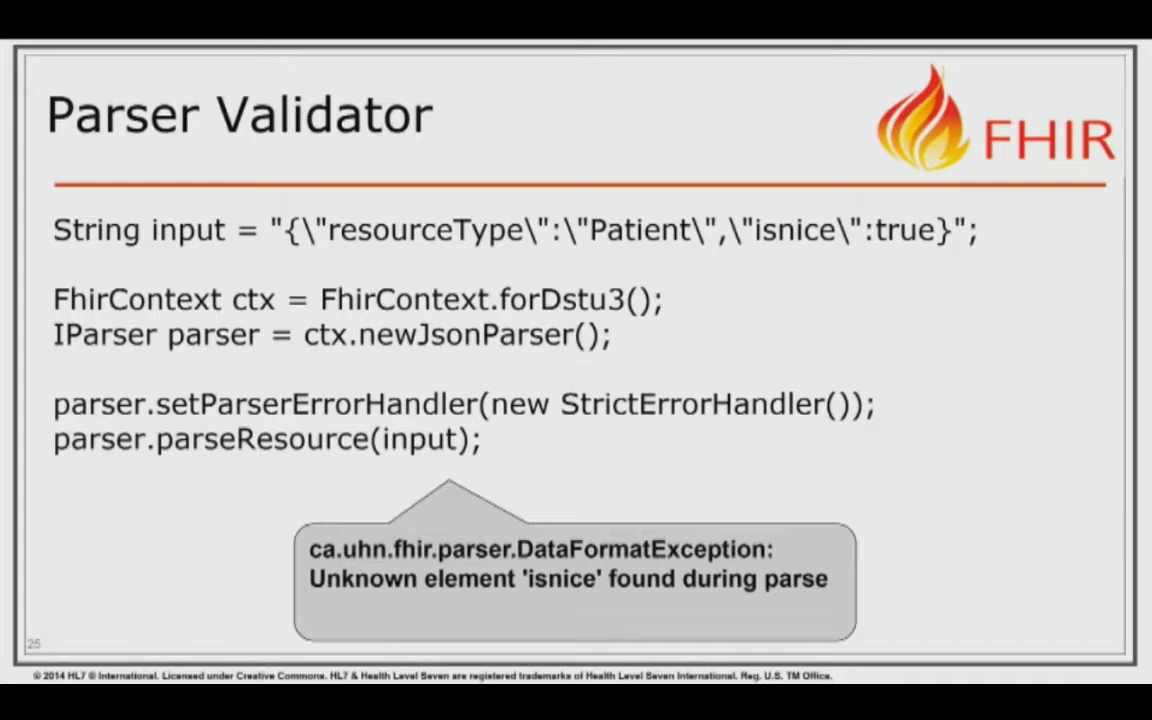 Parser Validator
FHIR
String input = "{\"resourceType\":\"Patient\",\"isnice\":true}";
FhirContext ctx = FhirContext.forDstu3();
IParser parser = ctx.newJsonParser();
parser.setParserErrorHandler(new StrictErrorHandler());
parser.parseResource(input);
ca.uhn.fhir.parser.DataFormatException:
Unknown element 'isnice' found during parse
25
© 2014 HL7 ® International. Licensed under Creative Commons. HL7 & Health Level Seven are registered trademarks of Health Level Seven International. Reg. U.S. TM Office.